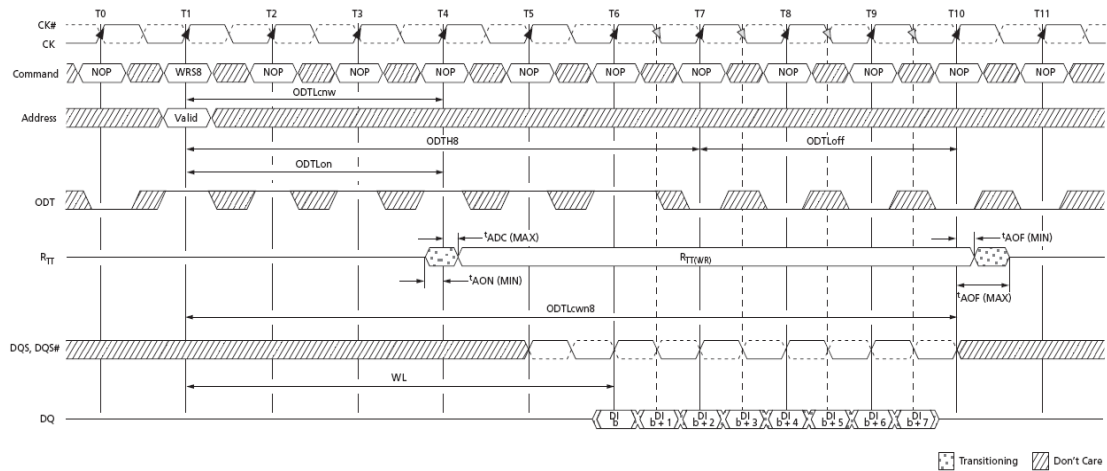 T0 T1 T2 T3 T4 T5 T6 T7 T8 T9 T10 T11
CK#
CK
Command NOP WRS8 NOP NOP NOP NOP NOP NOP NOP NOP NOP NOP
ODTLcnw
Address Valid
ODTH8 ODTLoff
ODTLon
ODT
tADC (MAX) tAOF (MIN)
RTT RTT(WR)
tAON (MIN) tAOF (MAX)
ODTLcwn8
DQS, DQS#
WL
DQ DI b DI b + 1 DI b + 2 DI b + 3 DI b + 4 DI b + 5 DI b + 6 DI b + 7
Transitioning Don't Care